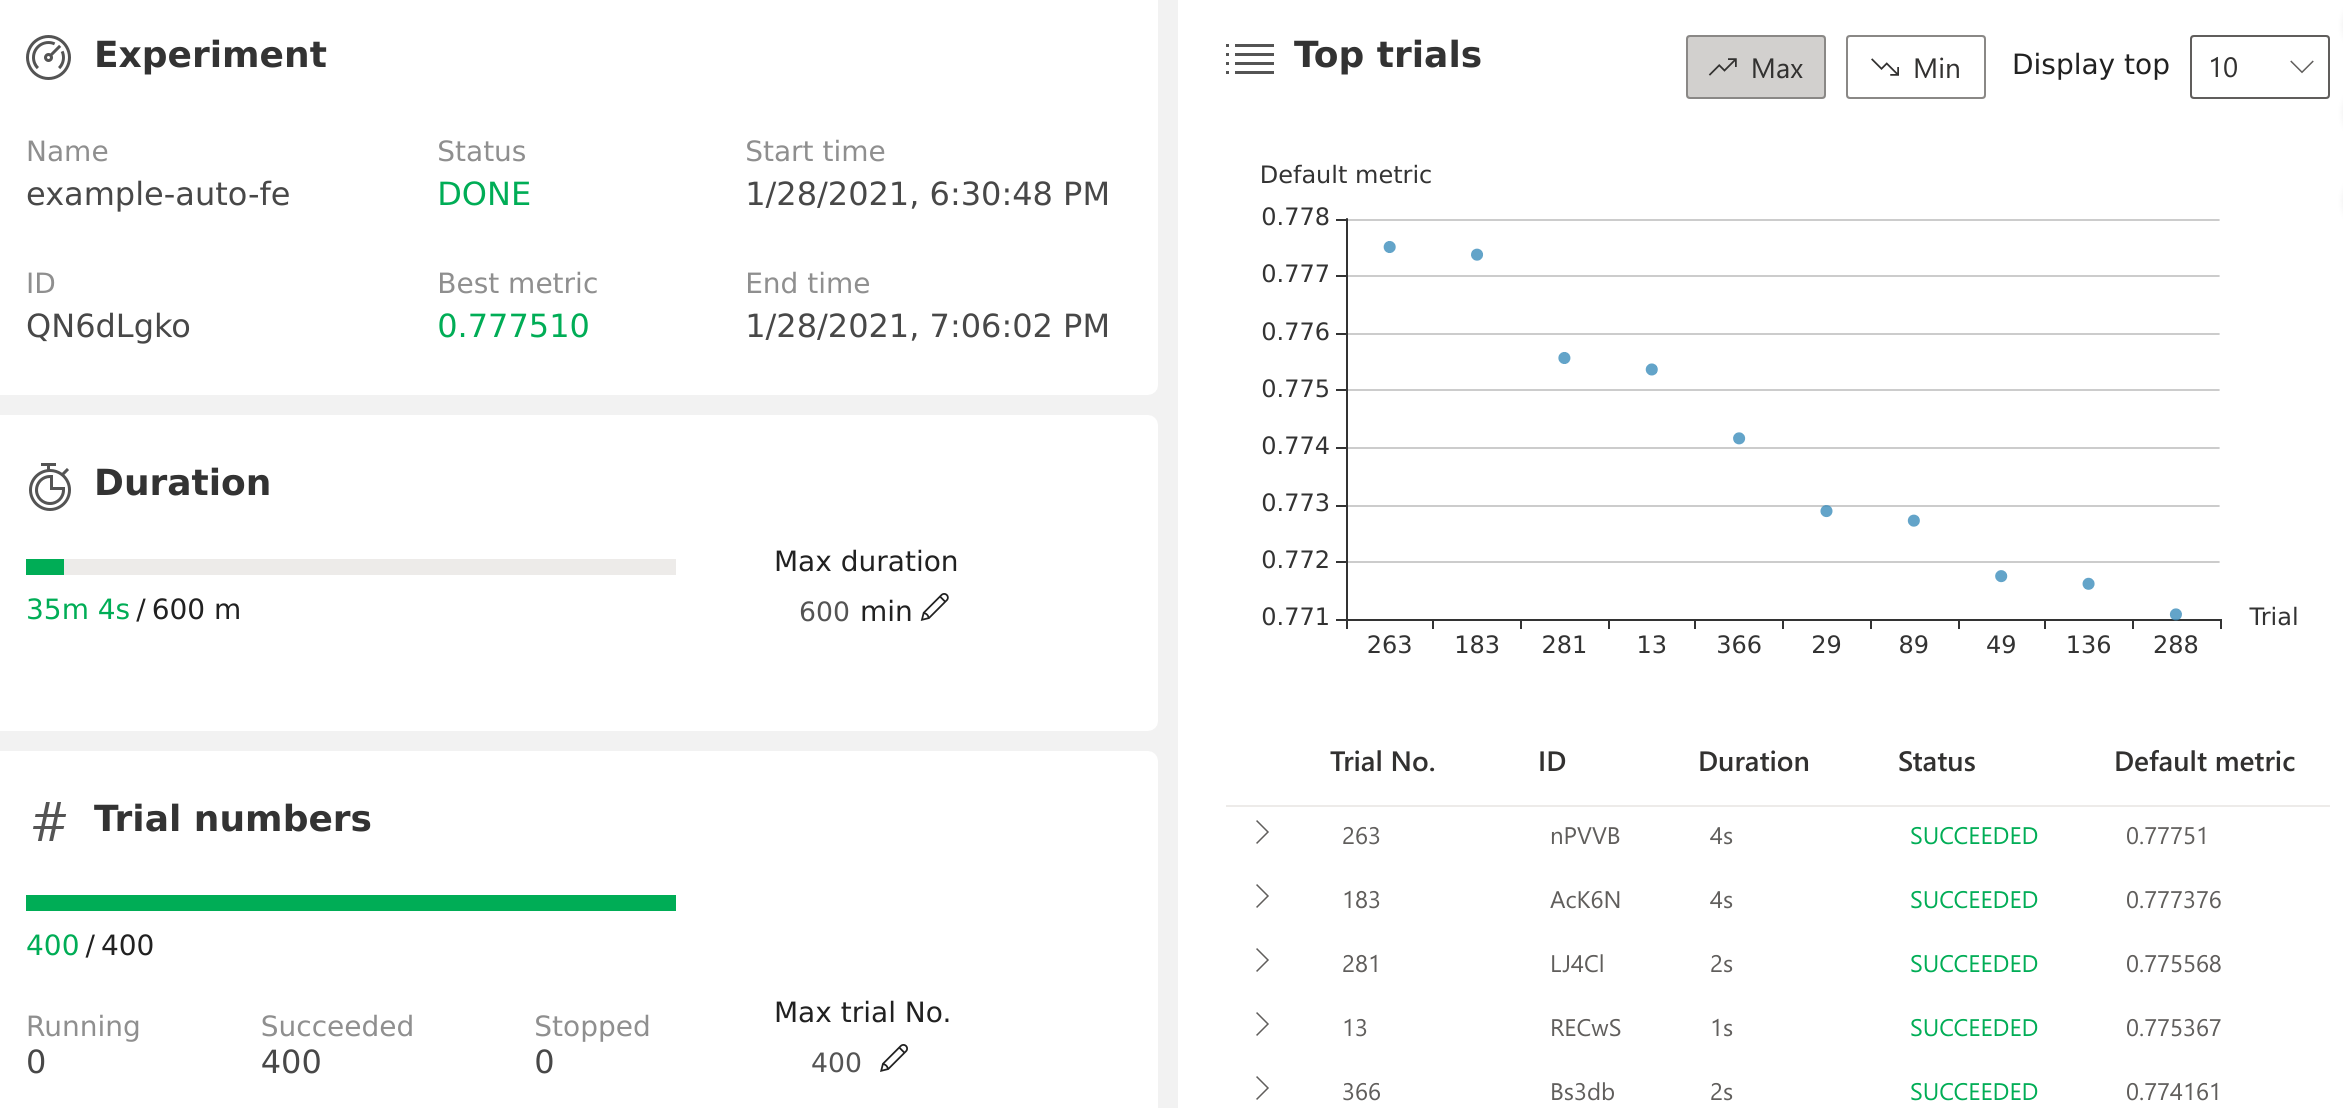 Experiment
Name
example-auto-fe
Status
DONE
Start time
1/28/2021, 6:30:48 PM
ID
QN6dLgko
Best metric
0.777510
End time
1/28/2021, 7:06:02 PM
Duration
35m 4s / 600 m
Max duration
600 min
# Trial numbers
400 / 400
Running
0
Succeeded
400
Stopped
0
Max trial No.
400
Top trials
Max
Min
Display top
10
Default metric
0.778
0.777
0.776
0.775
0.774
0.773
0.772
0.771
Trial
263 183 281 13 366 29 89 49 136 288
Trial No. ID Duration Status Default metric
263 nPVVB 4s SUCCEEDED 0.77751
183 AcK6N 4s SUCCEEDED 0.777376
281 LJ4Cl 2s SUCCEEDED 0.775568
13 RECwS 1s SUCCEEDED 0.775367
366 Bs3db 2s SUCCEEDED 0.774161